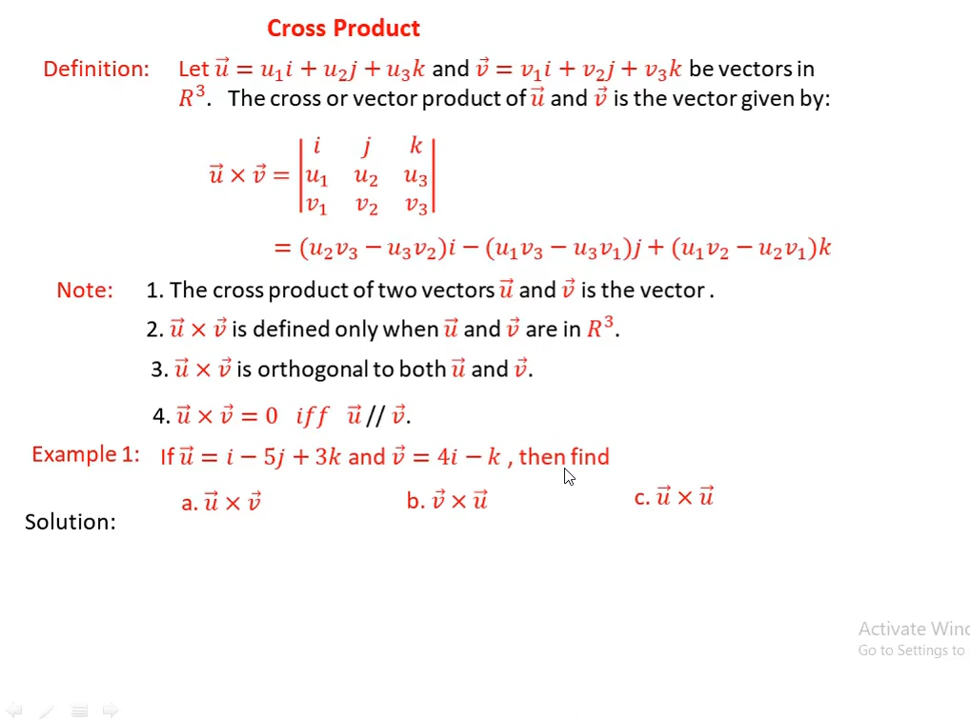 Cross Product
Definition: Let u⃗ = u₁i + u₂j + u₃k and v⃗ = v₁i + v₂j + v₃k be vectors in
R³. The cross or vector product of u⃗ and v⃗ is the vector given by:
i j k
u⃗ × v⃗ = | u₁ u₂ u₃ |
v₁ v₂ v₃
= (u₂v₃ − u₃v₂)i − (u₁v₃ − u₃v₁)j + (u₁v₂ − u₂v₁)k
Note: 1. The cross product of two vectors u⃗ and v⃗ is the vector .
2. u⃗ × v⃗ is defined only when u⃗ and v⃗ are in R³.
3. u⃗ × v⃗ is orthogonal to both u⃗ and v⃗.
4. u⃗ × v⃗ = 0 iff u⃗ // v⃗.
Example 1: If u⃗ = i − 5j + 3k and v⃗ = 4i − k , then find
a. u⃗ × v⃗ b. v⃗ × u⃗ c. u⃗ × u⃗
Solution:
Activate Wind
Go to Settings to